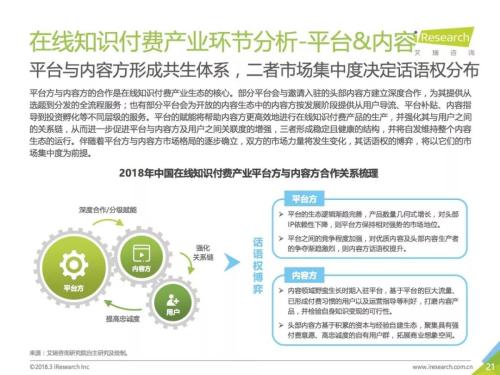 在线知识付费产业环节分析-平台&内容
iResearch
艾瑞咨询
平台与内容方形成共生体系，二者市场集中度决定话语权分布
平台方与内容方的合作是在线知识付费产业生态的核心。部分平台会与邀请入驻的头部内容方建立深度合作，为其提供从
选题到分发的全流程服务；也有部分平台会为开放的内容生态中的内容方按发展阶段提供从用户导流、平台补贴、内容指
导到投资孵化等不同层级的服务。平台的赋能将帮助内容方更高效地进行在线知识付费产品的生产，并强化其与用户之间
的关系链，从而进一步促进平台与内容方及用户之间关联度的增强，三者形成稳定且健康的结构，并将自发维持整个内容
生态的运行。伴随着平台方与内容方市场格局的逐步确立，双方的市场力量将发生变化，其话语权的博弈，将以它们的市
场集中度为前提。
2018年中国在线知识付费产业平台方与内容方合作关系梳理
深度合作/分级赋能
平台方
内容方
用户
强化
关系链
提高忠诚度
话语权博弈
平台方
平台的生态逻辑渐趋完善，产品数量几何式增长，对头部
IP依赖性下降，则平台方保持相对强势的市场地位。
平台之间的竞争程度加强，对优质内容及头部内容生产者
的争夺渐趋激烈，则内容方话语权提升。
内容方
内容领域野蛮生长时期入驻平台，基于平台的巨大流量、
已形成付费习惯的用户以及运营指导等利好，打磨内容产
品，并检验自身知识变现的可行性。
头部内容方基于积累的资本与经验自建生态，聚集具有强
付费意愿、高忠诚度的自有用户群，拓展商业想象空间。
来源：艾瑞咨询研究院自主研究及绘制。
©2018.3 iResearch Inc
www.iresearch.com.cn
21